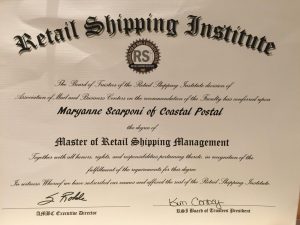 Retail Shipping Institute
RS
The Board of Trustees of the Retail Shipping Institute division of
Association of Mail and Business Centers on the recommendation of the Faculty has conferred upon
Maryanne Scarponi of Coastal Postal
the degree of
Master of Retail Shipping Management
Together with all honors, rights, and responsibilities pertaining thereto, in recognition of the
fulfillment of the requirements for this degree
In witness Whereof we have subscribed our names and affixed the seal of the Retail Shipping Institute
AMBC Executive Director
RSI Board of Trustees President